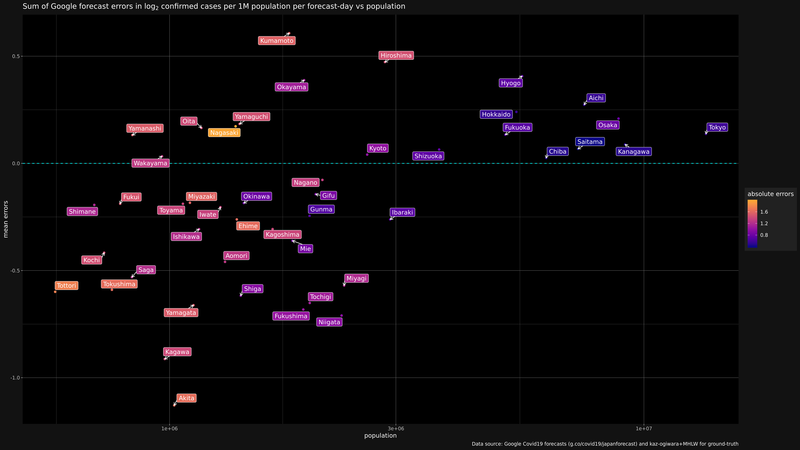 Sum of Google forecast errors in log2 confirmed cases per 1M population per forecast-day vs population
Kumamoto
Hiroshima
0.5
Hyogo
Okayama
Aichi
Hokkaido
Yamaguchi
Oita
Osaka
Yamanashi
Fukuoka
Tokyo
Nagasaki
Saitama
Kyoto
Chiba
Kanagawa
Shizuoka
0.0
Wakayama
Nagano
absolute errors
Fukui
Miyazaki
Okinawa
Gifu
1.6
Shimane
Toyama
Gunma
Iwate
Ibaraki
1.2
mean errors
0.8
Ehime
Ishikawa
Kagoshima
Mie
Kochi
Aomori
Saga
-0.5
Miyagi
Tottori
Tokushima
Shiga
Tochigi
Yamagata
Fukushima
Niigata
Kagawa
-1.0
Akita
1e+06
3e+06
1e+07
population
Data source: Google Covid19 forecasts (g.co/covid19/japanforecast) and kaz-ogiwara+MHLW for ground-truth